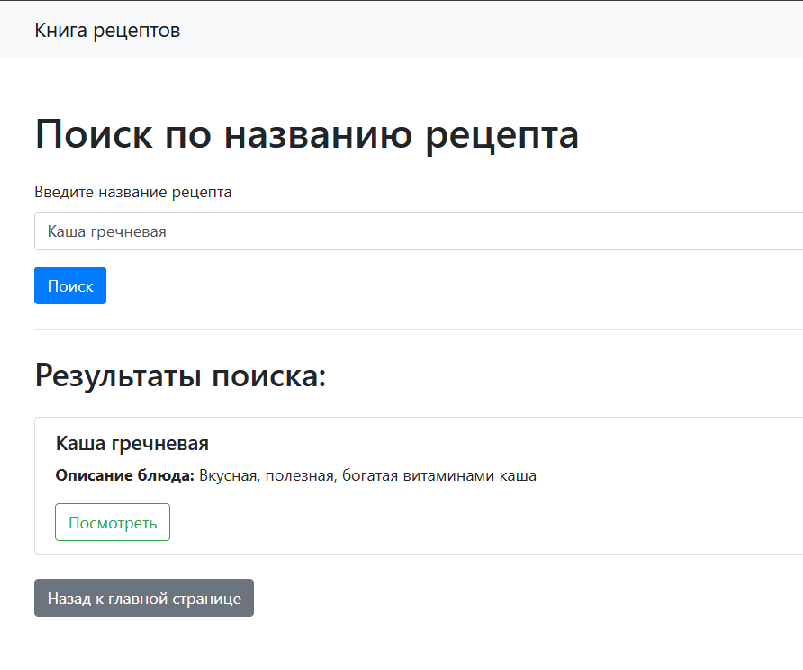 Книга рецептов
Поиск по названию рецепта
Введите название рецепта
Каша гречневая
Поиск
Результаты поиска:
Каша гречневая
Описание блюда: Вкусная, полезная, богатая витаминами каша
Посмотреть
Назад к главной странице